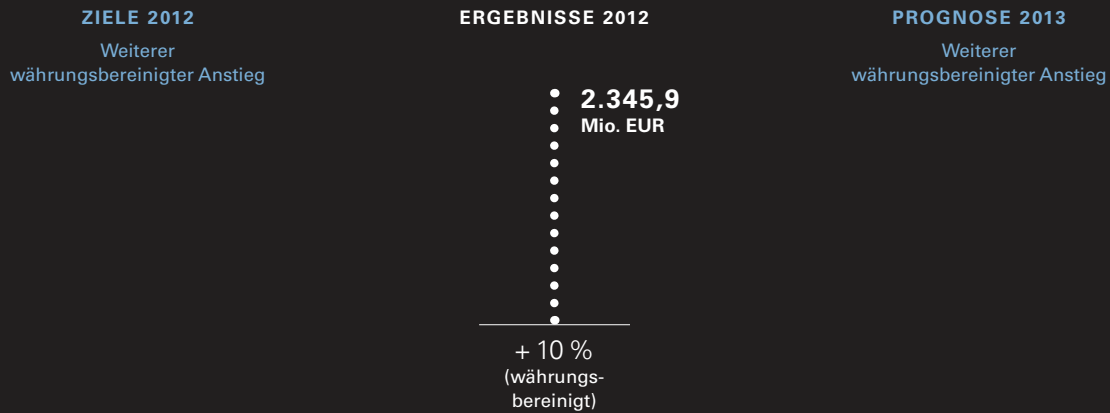 ZIELE 2012
Weiterer
währungsbereinigter Anstieg
ERGEBNISSE 2012
2.345,9
Mio. EUR
+ 10 %
(währungs-
bereinigt)
PROGNOSE 2013
Weiterer
währungsbereinigter Anstieg